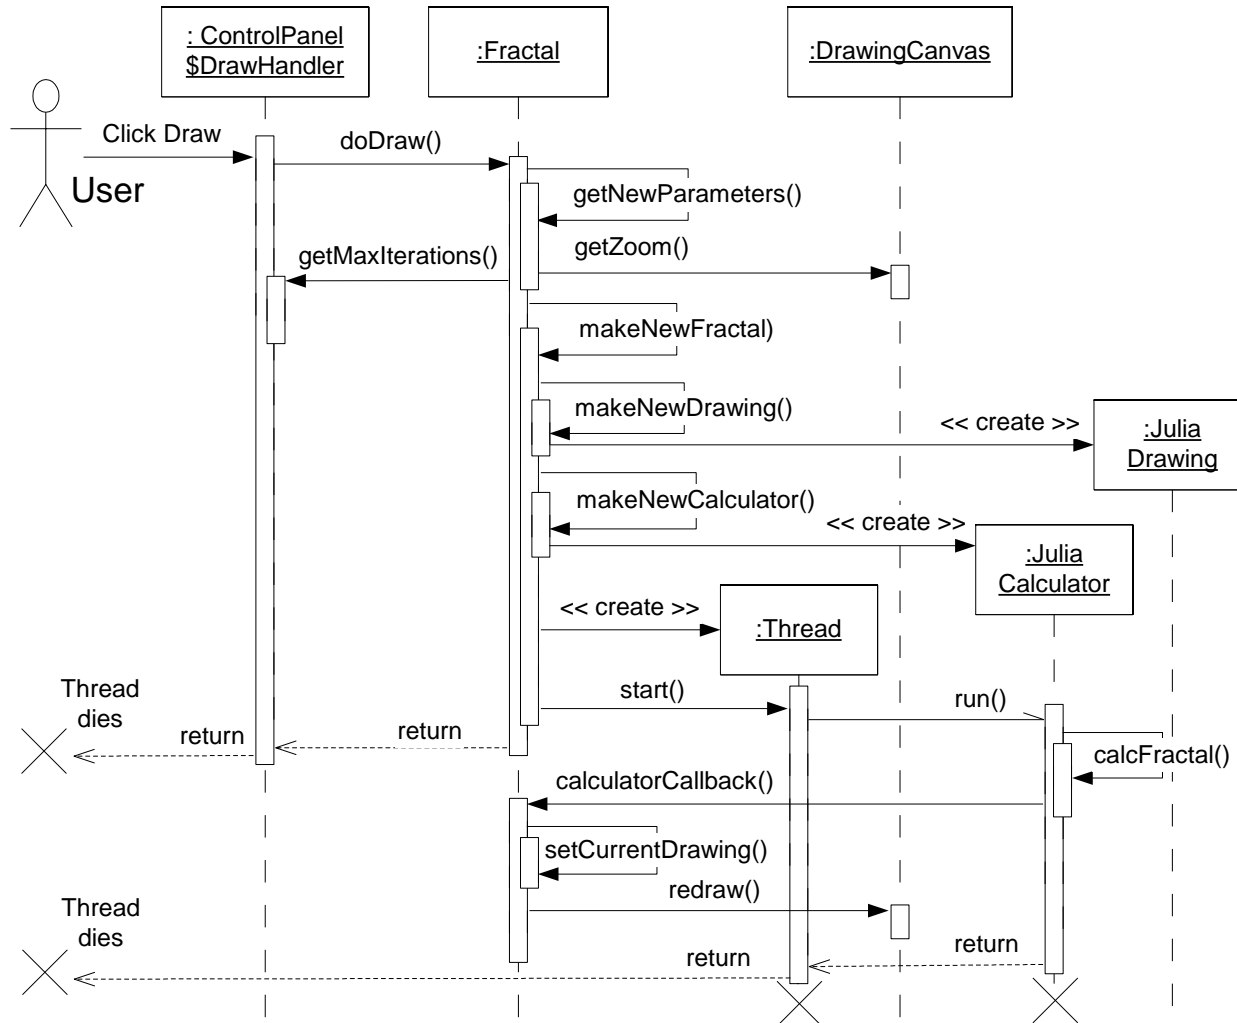 : ControlPanel
$DrawHandler
:Fractal
:DrawingCanvas
Click Draw
doDraw()
User
getNewParameters()
getMaxIterations()
getZoom()
makeNewFractal)
makeNewDrawing()
<< create >>
:Julia
Drawing
makeNewCalculator()
<< create >>
:Julia
Calculator
<< create >>
:Thread
Thread
dies
start()
run()
return
return
calcFractal()
calculatorCallback()
setCurrentDrawing()
redraw()
Thread
dies
return
return